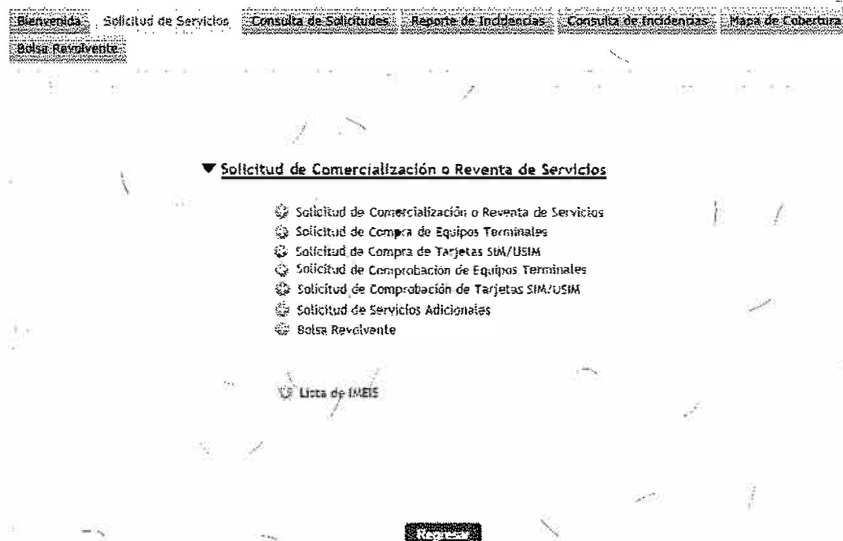 Bienvenida Solicitud de Servicios Consulta de Solicitudes Reporte de Incidencias Consulta de Incidencias Mapa de Cobertura
Bolsa Revolvente
Solicitud de Comercialización o Reventa de Servicios
Solicitud de Comercialización o Reventa de Servicios
Solicitud de Compra de Equipos Terminales
Solicitud de Compra de Tarjetas SIM/USIM
Solicitud de Comprobación de Equipos Terminales
Solicitud de Comprobación de Tarjetas SIM/USIM
Solicitud de Servicios Adicionales
Bolsa Revolvente
Lista de IMEIS
Regresar